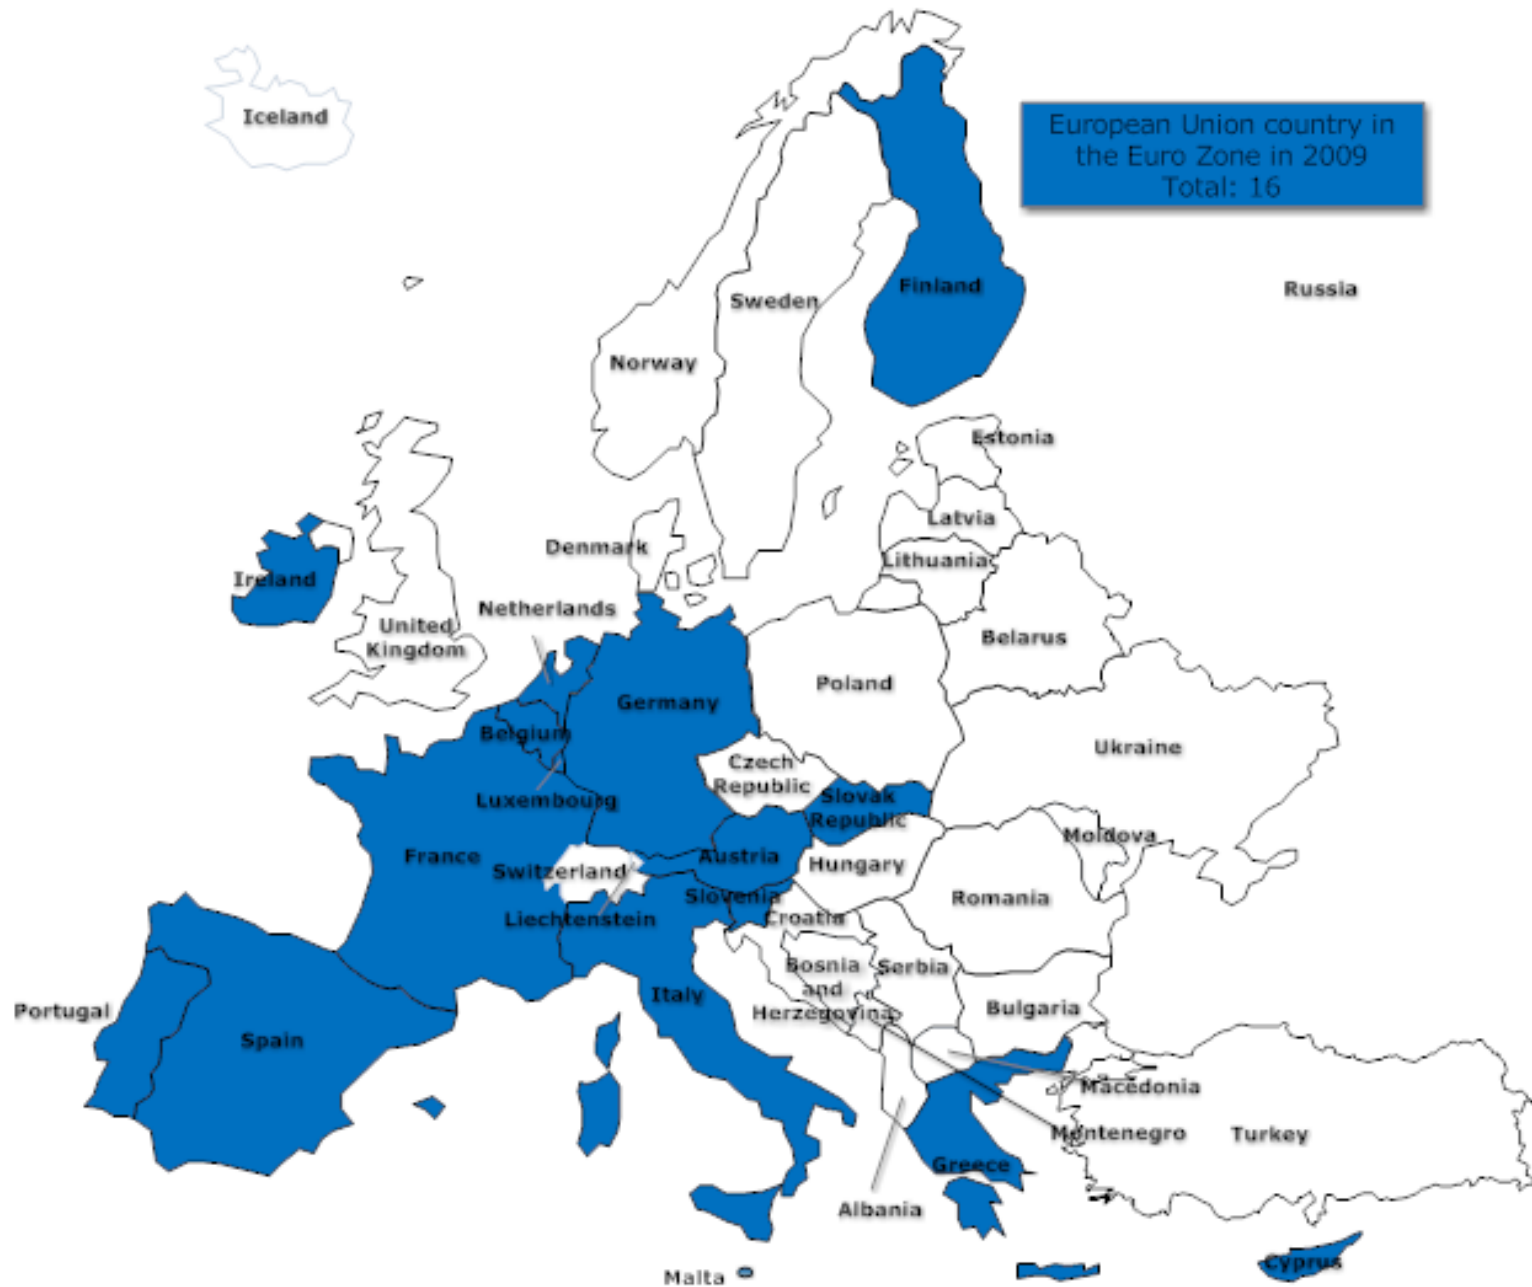 Iceland
European Union country in
the Euro Zone in 2009
Total: 16
Finland
Russia
Sweden
Norway
Estonia
Latvia
Denmark
Lithuania
Ireland
Netherlands
United
Kingdom
Belarus
Poland
Germany
Belgium
Ukraine
Czech
Republic
Luxembourg
Slovak
Republic
Moldova
France
Austria
Switzerland
Hungary
Slovenia
Romania
Liechtenstein
Croatia
Bosnia
and
Herzegovina
Serbia
Italy
Bulgaria
Portugal
Spain
Macedonia
Montenegro
Turkey
Greece
Albania
Cyprus
Malta